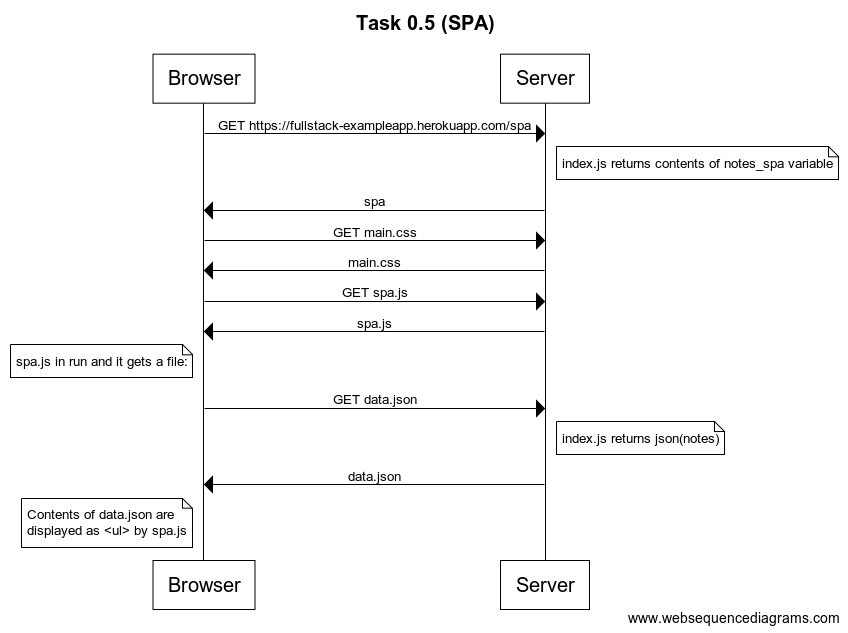 Task 0.5 (SPA)
Browser
Server
GET https://fullstack-exampleapp.herokuapp.com/spa
index.js returns contents of notes_spa variable
spa
GET main.css
main.css
GET spa.js
spa.js
spa.js in run and it gets a file:
GET data.json
index.js returns json(notes)
data.json
Contents of data.json are
displayed as <ul> by spa.js
Browser
Server
www.websequencediagrams.com